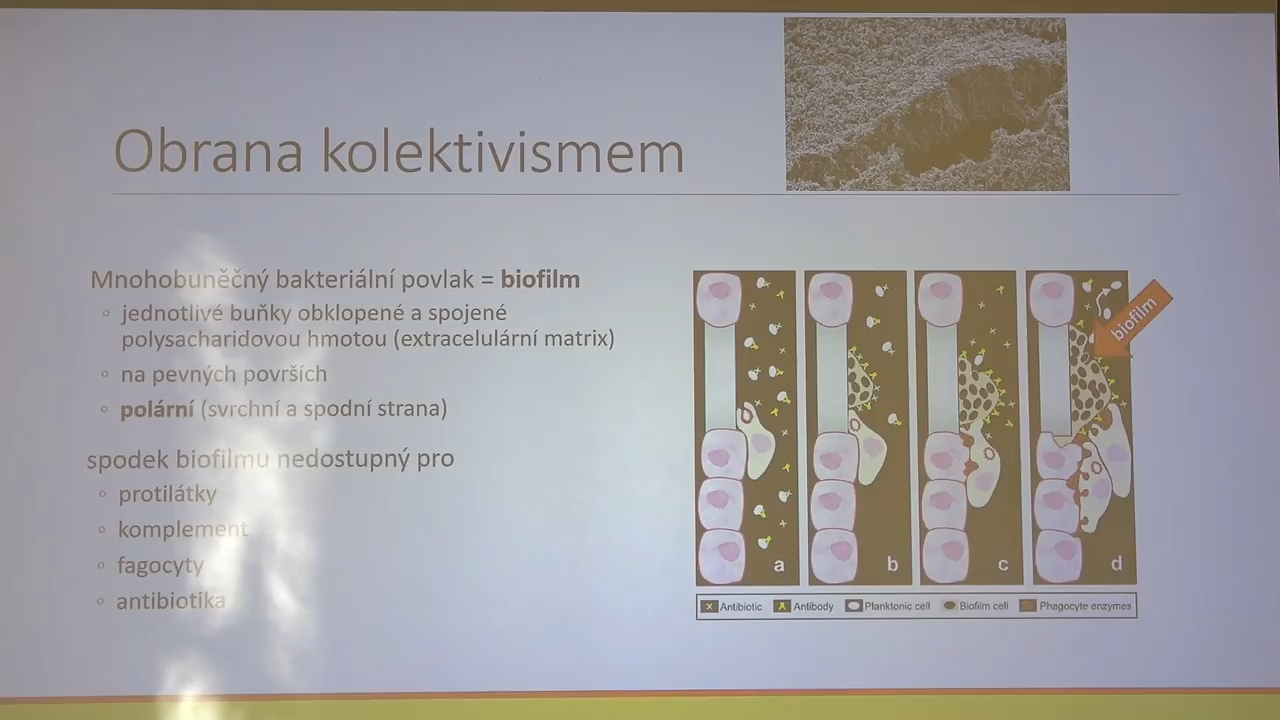 Obrana kolektivismem
Mnohobuněčný bakteriální povlak = biofilm
◦ jednotlivé buňky obklopené a spojené
polysacharidovou hmotou (extracelulární matrix)
◦ na pevných površích
◦ polární (svrchní a spodní strana)
spodek biofilmu nedostupný pro
◦ protilátky
◦ komplement
◦ fagocyty
◦ antibiotika
biofilm
a b c d
Antibiotic Antibody Planktonic cell Biofilm cell Phagocyte enzymes